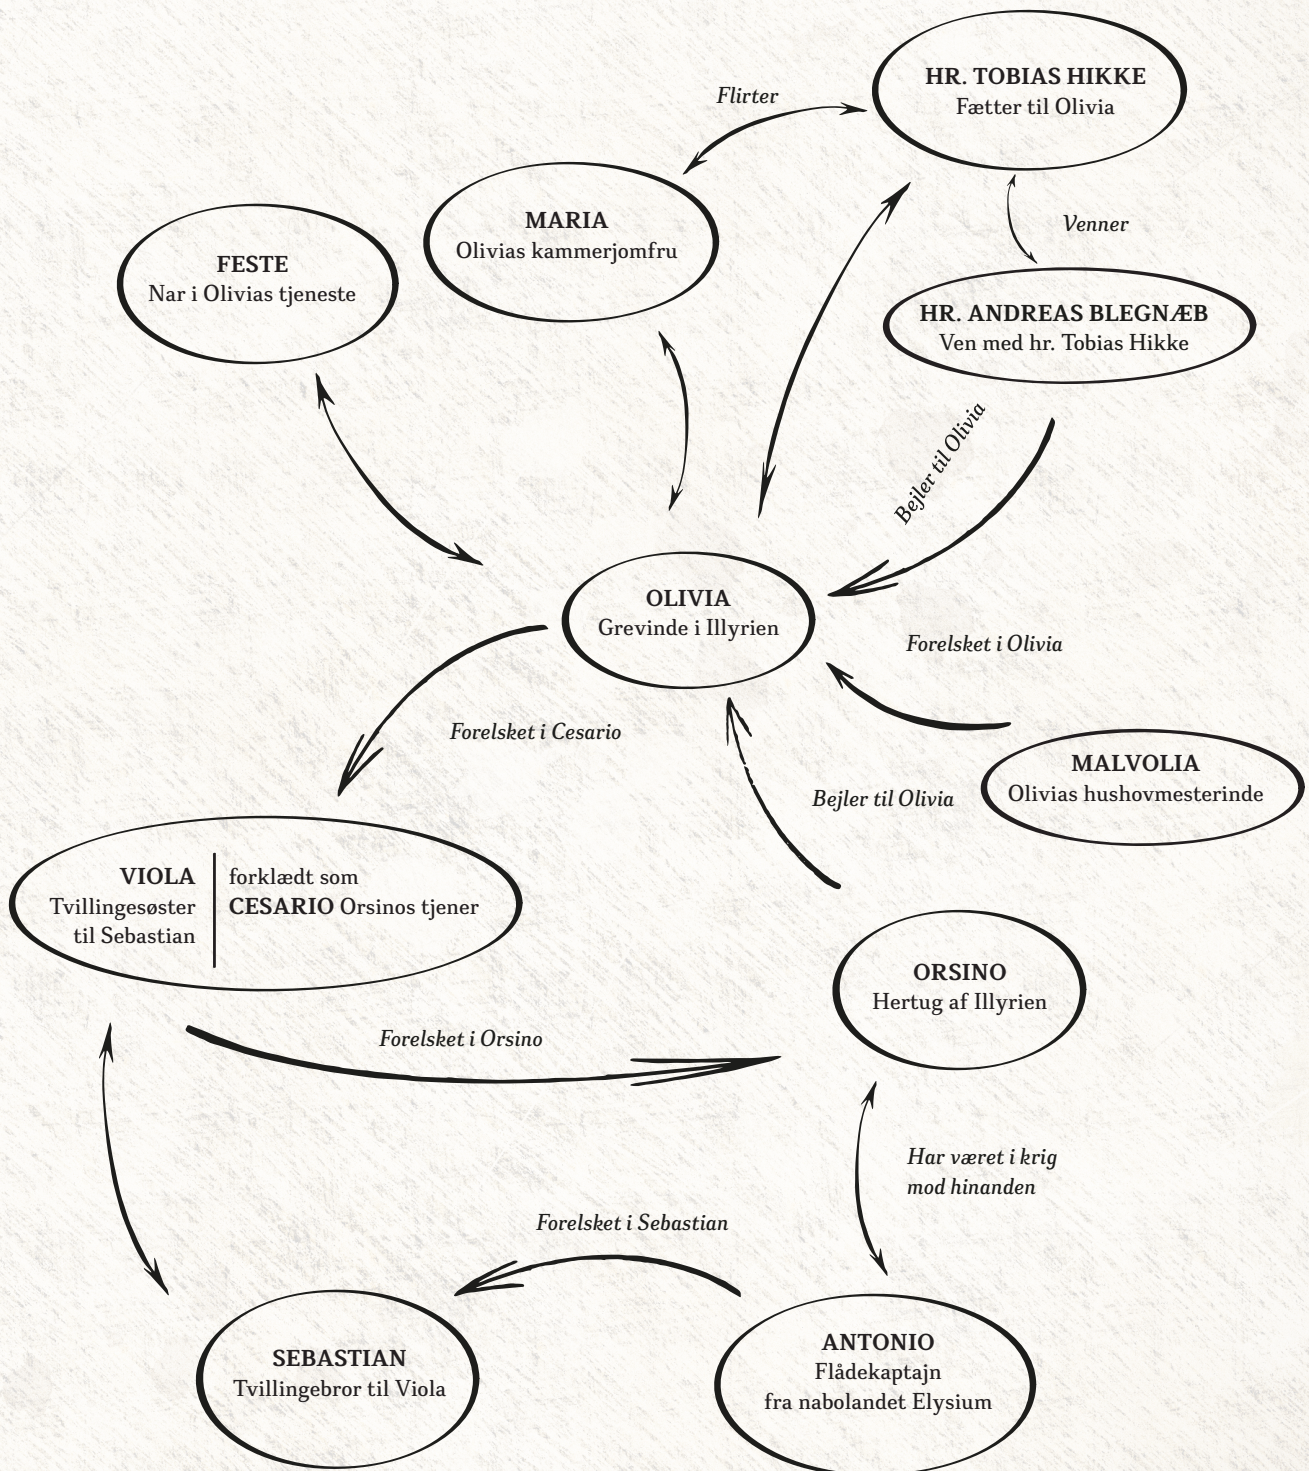 HR. TOBIAS HIKKE
Fætter til Olivia
Flirter
MARIA
Olivias kammerjomfru
Venner
FESTE
Nar i Olivias tjeneste
HR. ANDREAS BLEGNÆB
Ven med hr. Tobias Hikke
Bejler til Olivia
OLIVIA
Grevinde i Illyrien
Forelsket i Olivia
Forelsket i Cesario
MALVOLIA
Olivias hushovmesterinde
Bejler til Olivia
VIOLA
Tvillingesøster
til Sebastian
forklædt som
CESARIO Orsinos tjener
ORSINO
Hertug af Illyrien
Forelsket i Orsino
Har været i krig
mod hinanden
Forelsket i Sebastian
SEBASTIAN
Tvillingebror til Viola
ANTONIO
Flådekaptajn
fra nabolandet Elysium